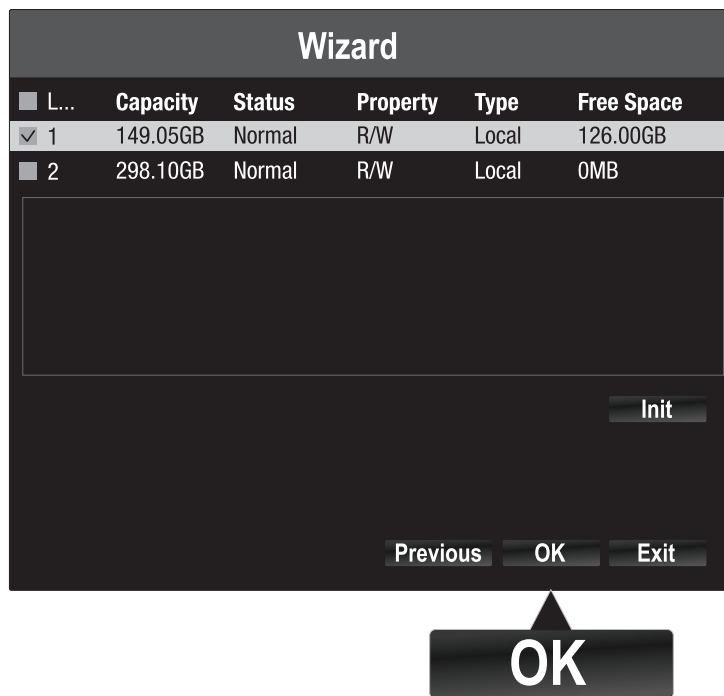 Wizard
L... Capacity Status Property Type Free Space
1 149.05GB Normal R/W Local 126.00GB
2 298.10GB Normal R/W Local 0MB
Init
Previous OK Exit
OK